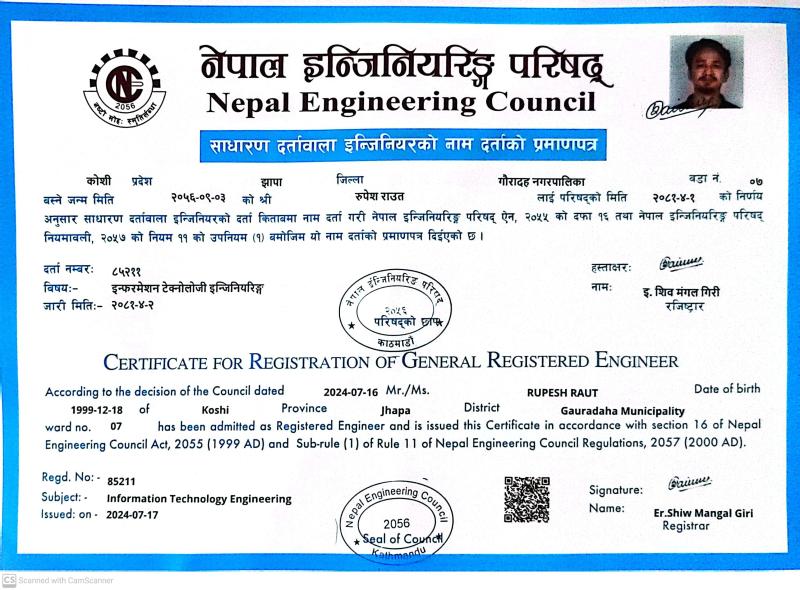 नेपाल इन्जिनियरिङ्ग परिषद्
Nepal Engineering Council
2056
साधारण दर्तावाला इन्जिनियरको नाम दर्ताको प्रमाणपत्र
कोशी प्रदेश झापा जिल्ला गौरादह नगरपालिका वडा नं. ०७
बस्ने जन्म मिति २०५६-०९-०३ को श्री रुपेश राउत लाई परिषद्को मिति २०८१-४-१ को निर्णय
अनुसार साधारण दर्तावाला इन्जिनियरको दर्ता किताबमा नाम दर्ता गरी नेपाल इन्जिनियरिङ्ग परिषद् ऐन, २०५५ को दफा १६ तथा नेपाल इन्जिनियरिङ्ग परिषद्
नियमावली, २०५७ को नियम ११ को उपनियम (१) बमोजिम यो नाम दर्ताको प्रमाणपत्र दिईएको छ ।
दर्ता नम्बरः ८५२११
विषयः- इन्फरमेशन टेक्नोलोजी इन्जिनियरिङ्ग
जारी मितिः- २०८१-४-२
नेपाल इन्जिनियरिङ्ग परिषद्
२०५६
परिषद्को छाप
काठमाडौं
हस्ताक्षरः
नामः इ. शिव मंगल गिरी
रजिष्ट्रार
CERTIFICATE FOR REGISTRATION OF GENERAL REGISTERED ENGINEER
According to the decision of the Council dated 2024-07-16 Mr./Ms. RUPESH RAUT Date of birth
1999-12-18 of Koshi Province Jhapa District Gauradaha Municipality
ward no. 07 has been admitted as Registered Engineer and is issued this Certificate in accordance with section 16 of Nepal
Engineering Council Act, 2055 (1999 AD) and Sub-rule (1) of Rule 11 of Nepal Engineering Council Regulations, 2057 (2000 AD).
Regd. No: - 85211
Subject: - Information Technology Engineering
Issued: on - 2024-07-17
Nepal Engineering Council
2056
Seal of Council
Kathmandu
Signature:
Name: Er.Shiw Mangal Giri
Registrar
CS Scanned with CamScanner